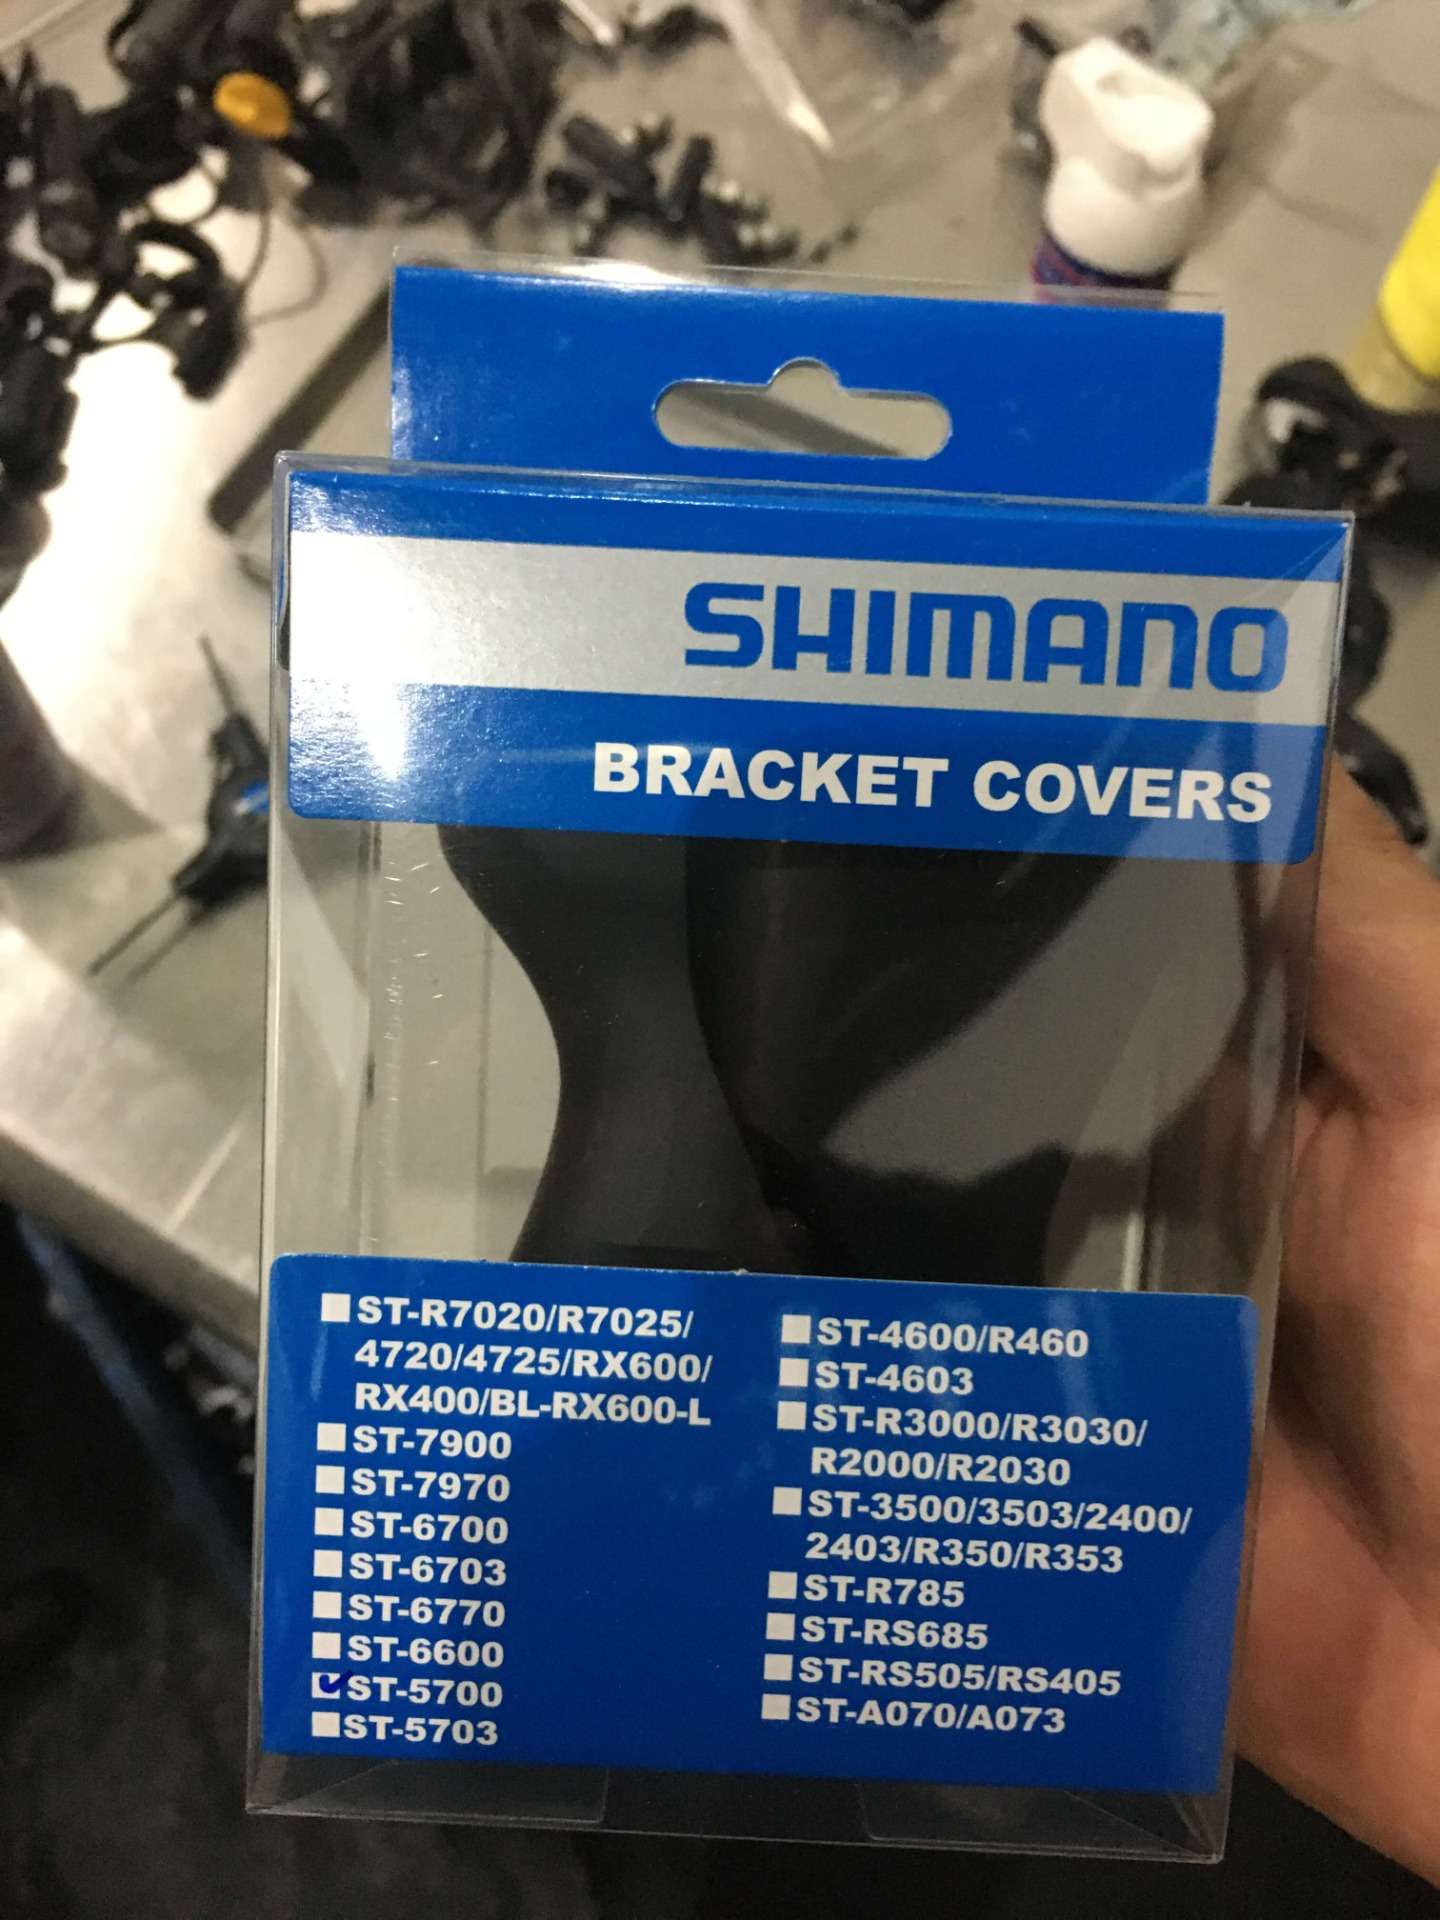 SHIMANO
BRACKET COVERS
ST-R7020/R7025/
4720/4725/RX600/
RX400/BL-RX600-L
ST-7900
ST-7970
ST-6700
ST-6703
ST-6770
ST-6600
ST-5700
ST-5703
ST-4600/R460
ST-4603
ST-R3000/R3030/
R2000/R2030
ST-3500/3503/2400/
2403/R350/R353
ST-R785
ST-RS685
ST-RS505/RS405
ST-A070/A073